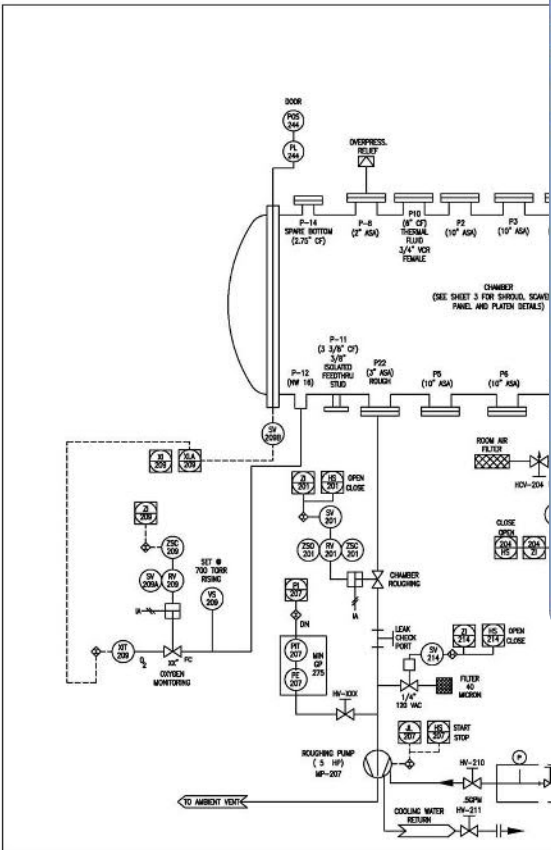 DOOR
POS
244
PL
244
OVERPRESS.
RELIEF
P-14
SPARE BOTTOM
(2.75" CF)
P-8
(2" ASA)
P10
(8" CF)
THERMAL
FLUID
3/4" VCR
FEMALE
P2
(10" ASA)
P3
(10" ASA)
CHAMBER
(SEE SHEET 3 FOR SHROUD, SCAVE
PANEL AND PLATEN DETAILS)
P-11
(3 3/8" CF)
3/8"
ISOLATED
FEEDTHRU
STUD
P-12
(NW 16)
P22
(3" ASA)
ROUGH
P5
(10" ASA)
P6
(10" ASA)
SV
209B
XI
209
XLA
209
ROOM AIR
FILTER
HCV-204
ZI
201
HS
201
OPEN
CLOSE
ZI
209
SV
201
ZSC
209
SET @
700 TORR
RISING
ZSO
201
RV
201
ZSC
201
CLOSE
OPEN
204
HS
204
ZI
SV
209A
RV
209
VS
209
PI
207
CHAMBER
ROUGHING
IA
IA
DN
LEAK
CHECK
PORT
XIT
209
O2
XX"
FC
OXYGEN
MONITORING
PIT
207
PE
207
MIN
GP
275
SV
214
ZI
214
HS
214
OPEN
CLOSE
HV-XXX
1/4"
120 VAC
FILTER
40
MICRON
JL
207
HS
207
START
STOP
ROUGHING PUMP
( 5 HP)
MP-207
HV-210
P
TO AMBIENT VENT
.5GPM
HV-211
COOLING WATER
RETURN